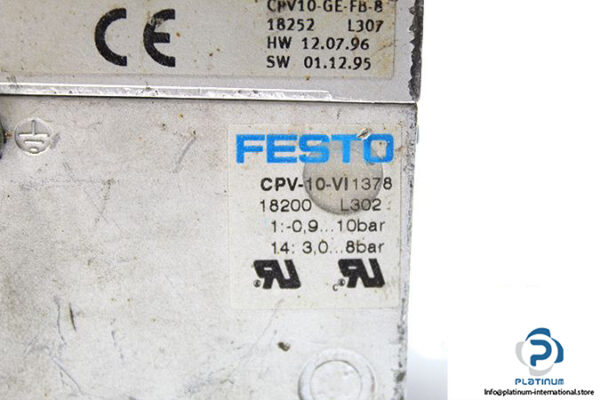 CPV10-GE-FB-8
18252 L307
HW 12.07.96
SW 01.12.95
CE
FESTO
CPV-10-VI 1378
18200 L302
1:-0,9...10bar
14: 3,0...8bar
PLATINUM
info@platinum-international.store